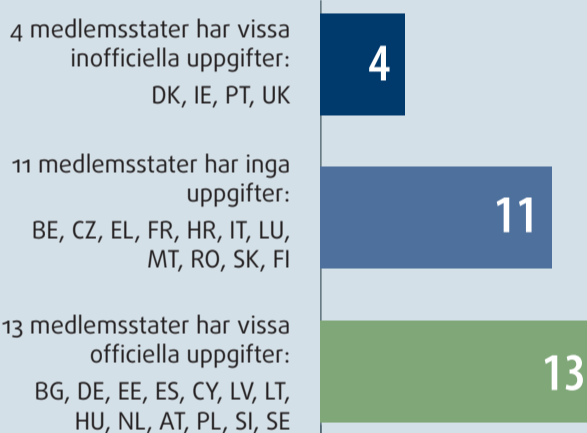 4 medlemsstater har vissa
inofficiella uppgifter:
DK, IE, PT, UK
4
11 medlemsstater har inga
uppgifter:
BE, CZ, EL, FR, HR, IT, LU,
MT, RO, SK, FI
11
13 medlemsstater har vissa
officiella uppgifter:
BG, DE, EE, ES, CY, LV, LT,
HU, NL, AT, PL, SI, SE
13